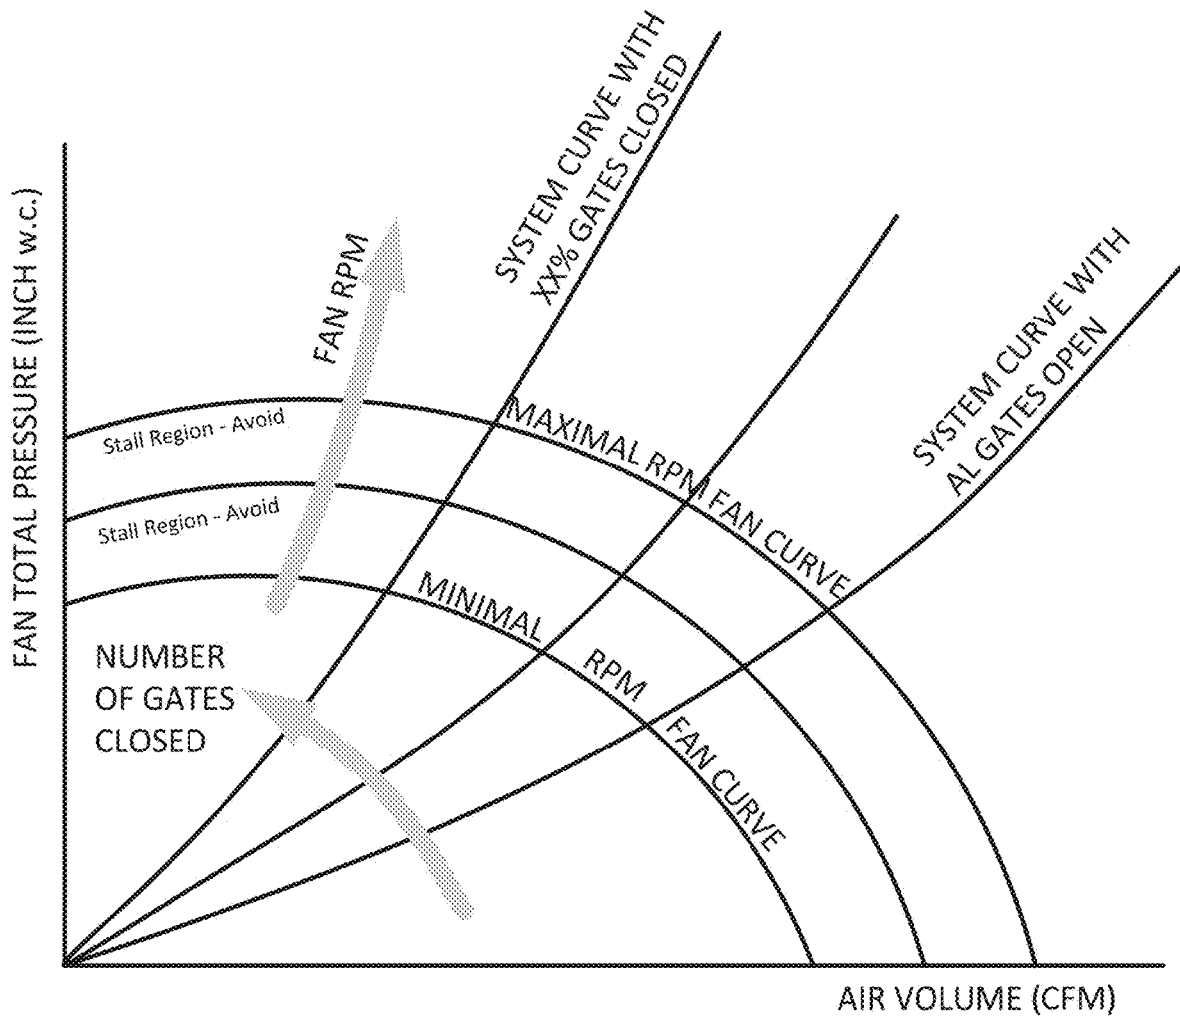 SYSTEM CURVE WITH
XX% GATES CLOSED
FAN RPM
SYSTEM CURVE WITH
AL GATES OPEN
FAN TOTAL PRESSURE (INCH w.c.)
Stall Region - Avoid
MAXIMAL RPM FAN CURVE
Stall Region - Avoid
MINIMAL RPM FAN CURVE
NUMBER
OF GATES
CLOSED
AIR VOLUME (CFM)